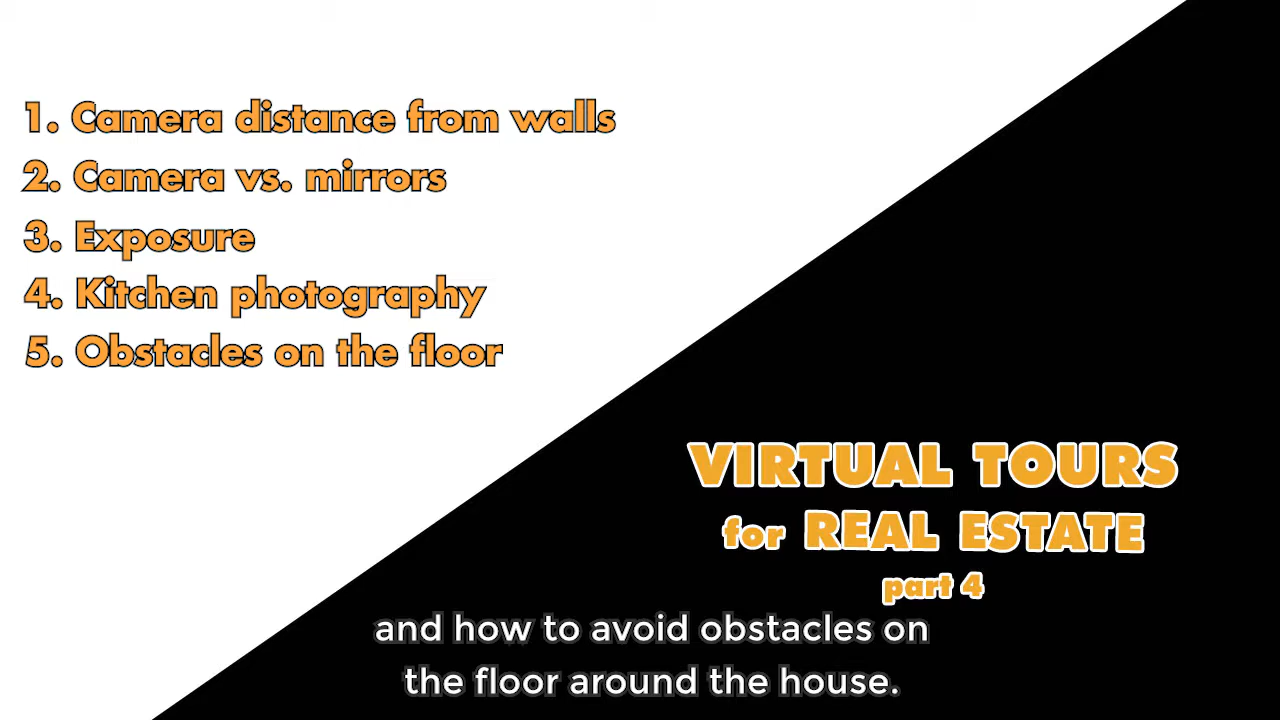 1. Camera distance from walls
2. Camera vs. mirrors
3. Exposure
4. Kitchen photography
5. Obstacles on the floor
VIRTUAL TOURS
for REAL ESTATE
part 4
and how to avoid obstacles on
the floor around the house.